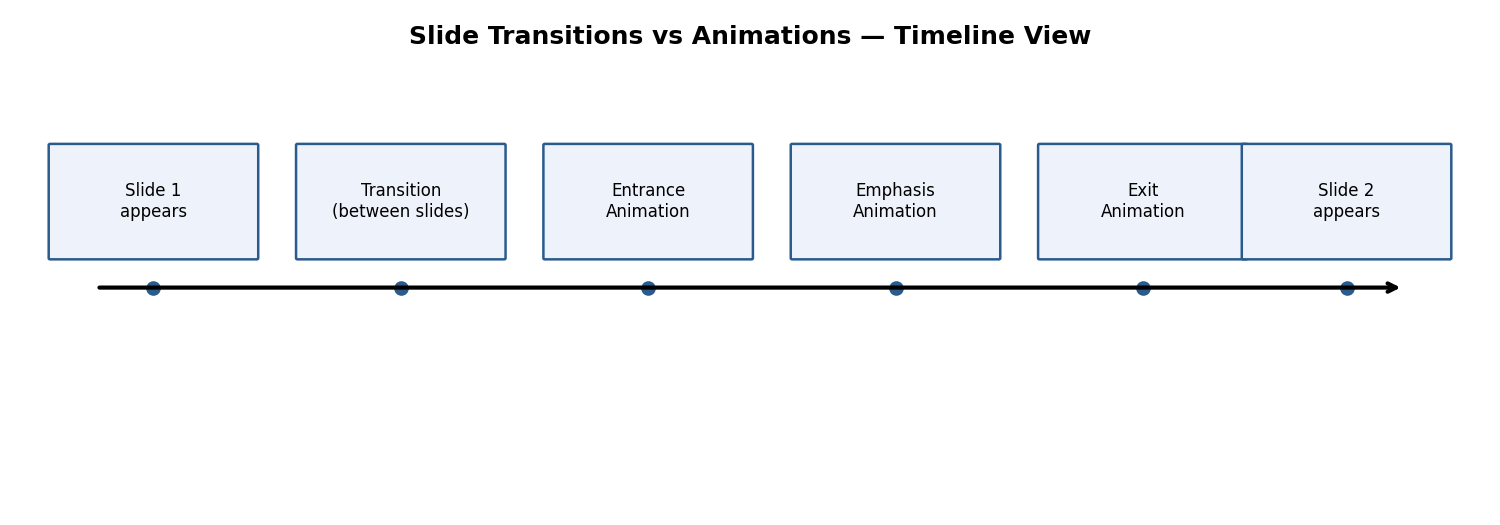 Slide Transitions vs Animations — Timeline View
Slide 1
appears
Transition
(between slides)
Entrance
Animation
Emphasis
Animation
Exit
Animation
Slide 2
appears